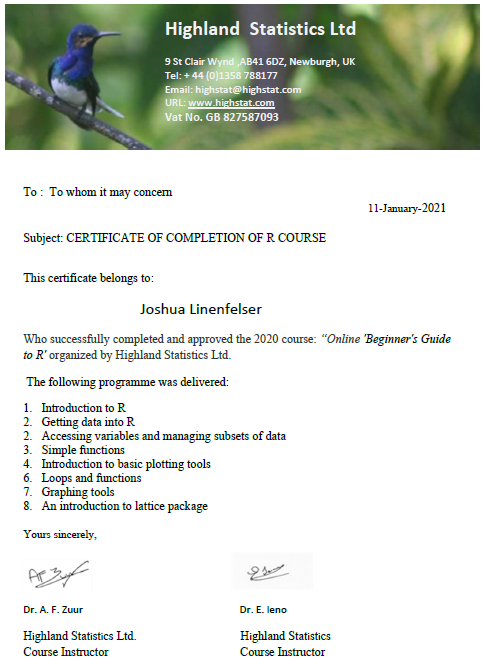 Highland Statistics Ltd
9 St Clair Wynd ,AB41 6DZ, Newburgh, UK
Tel: + 44 (0)1358 788177
Email: highstat@highstat.com
URL: www.highstat.com
Vat No. GB 827587093
To : To whom it may concern
11-January-2021
Subject: CERTIFICATE OF COMPLETION OF R COURSE
This certificate belongs to:
Joshua Linenfelser
Who successfully completed and approved the 2020 course: “Online 'Beginner's Guide
to R' organized by Highland Statistics Ltd.
The following programme was delivered:
1. Introduction to R
2. Getting data into R
2. Accessing variables and managing subsets of data
3. Simple functions
4. Introduction to basic plotting tools
6. Loops and functions
7. Graphing tools
8. An introduction to lattice package
Yours sincerely,
Dr. A. F. Zuur Dr. E. Ieno
Highland Statistics Ltd. Highland Statistics
Course Instructor Course Instructor